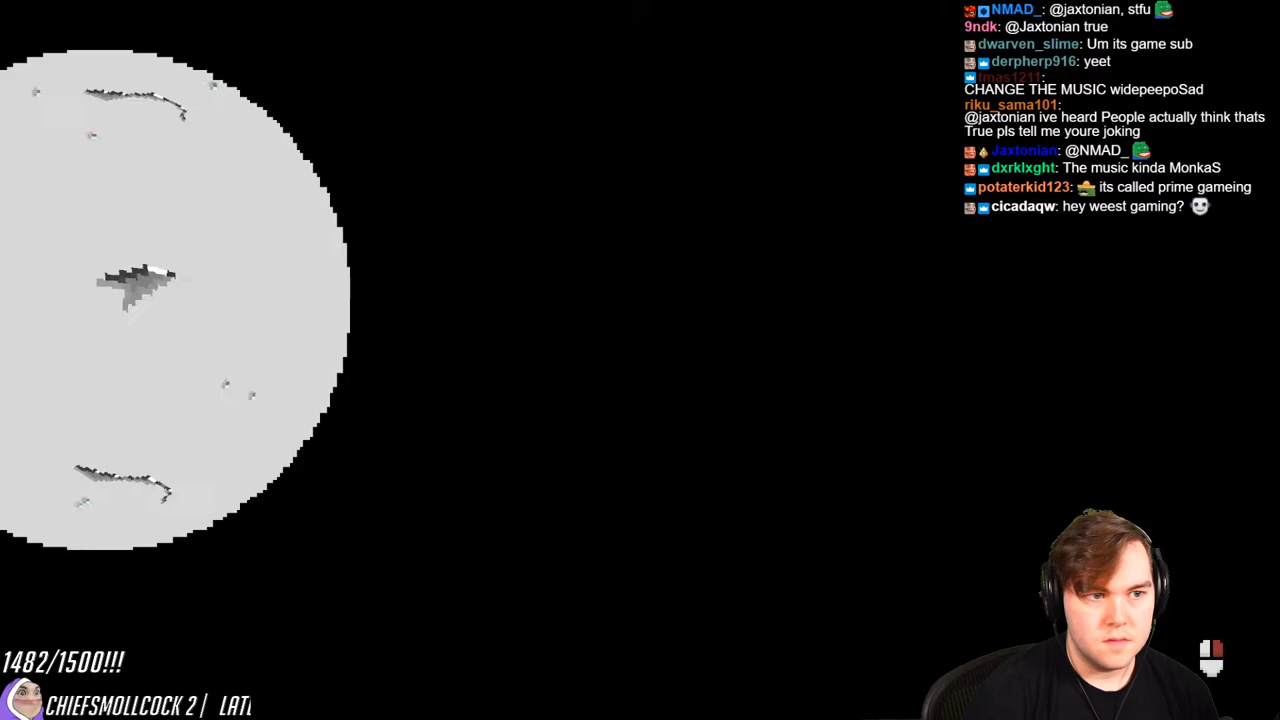 NMAD_: @jaxtonian, stfu
9ndk: @Jaxtonian true
dwarven_slime: Um its game sub
derpherp916: yeet
tmas1211:
CHANGE THE MUSIC widepeepoSad
riku_sama101:
@jaxtonian ive heard People actually think thats
True pls tell me youre joking
Jaxtonian: @NMAD_
dxrklxght: The music kinda MonkaS
potaterkid123: its called prime gameing
cicadaqw: hey weest gaming?
1482/1500!!!
CHIEFSMOLLCOCK 2 | LATE